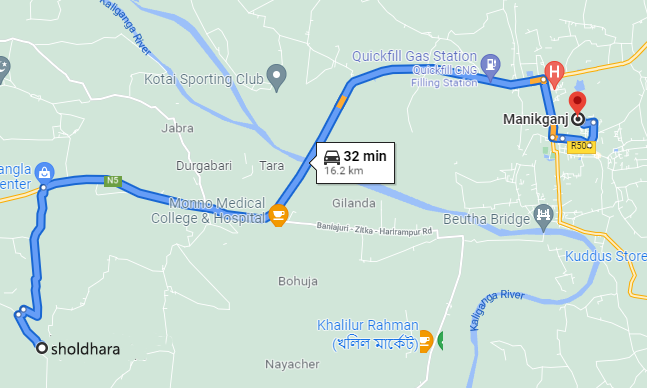 Kaliganga River
Quickfill Gas Station
Quickfill CNG
Filling Station
Kotai Sporting Club
H
Manikganj
Jabra
R50
32 min
16.2 km
Durgabari
Tara
angla
enter
N5
Monno Medical
College & Hospital
Gilanda
Beutha Bridge
Baniajuri - Zitka - Harirampur Rd
Kuddus Store
Bohuja
Kaliganga River
Khalilur Rahman
(খলিল মার্কেট)
sholdhara
Nayacher